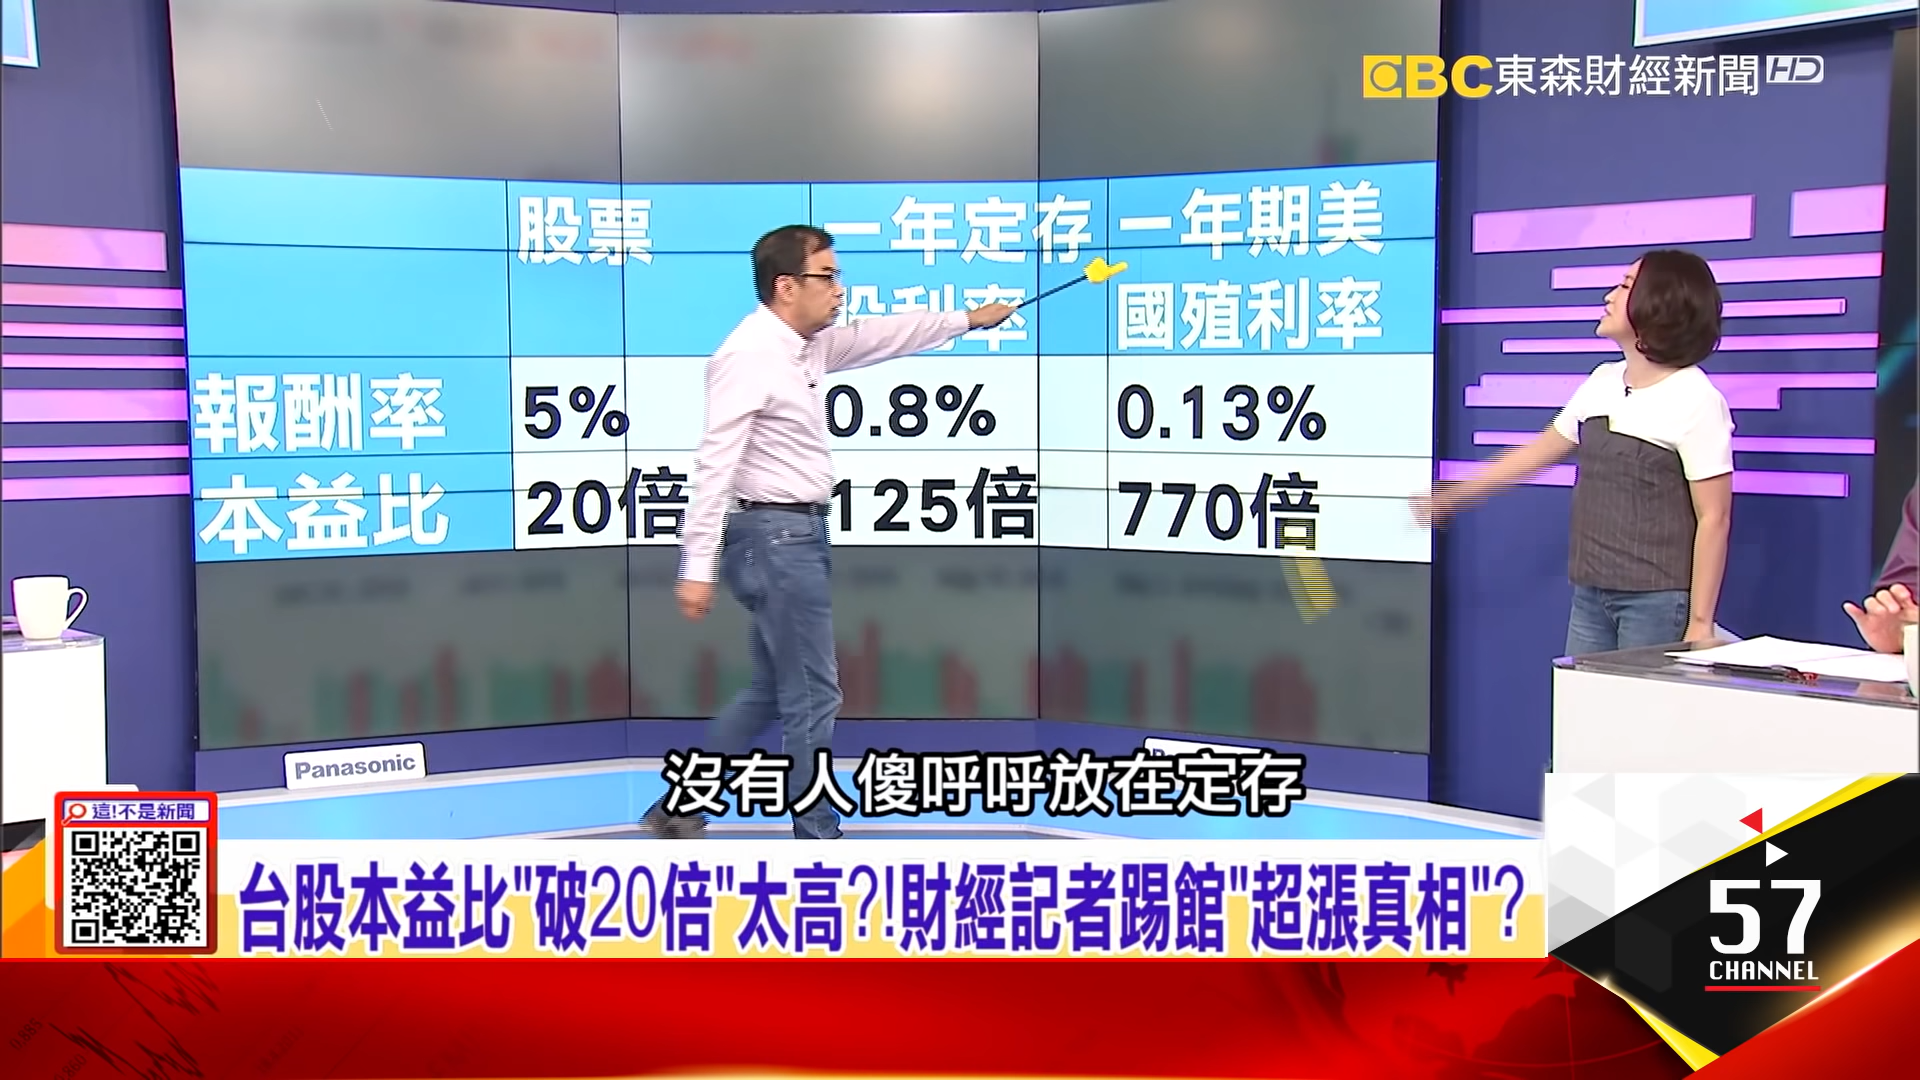 EBC東森財經新聞HD
股票
一年定存
股利率
一年期美
國殖利率
報酬率
5%
0.8%
0.13%
本益比
20倍
125倍
770倍
Panasonic
沒有人傻呼呼放在定存
這!不是新聞
台股本益比"破20倍"太高?!財經記者踢館"超漲真相"?
57
CHANNEL